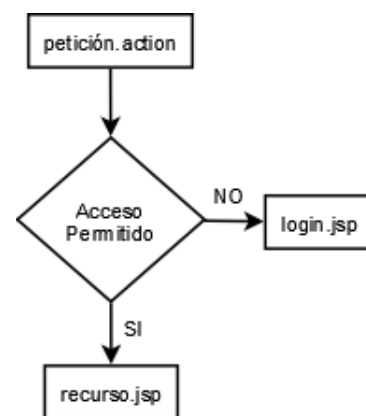 petición.action
Acceso
Permitido
NO
login.jsp
SI
recurso.jsp